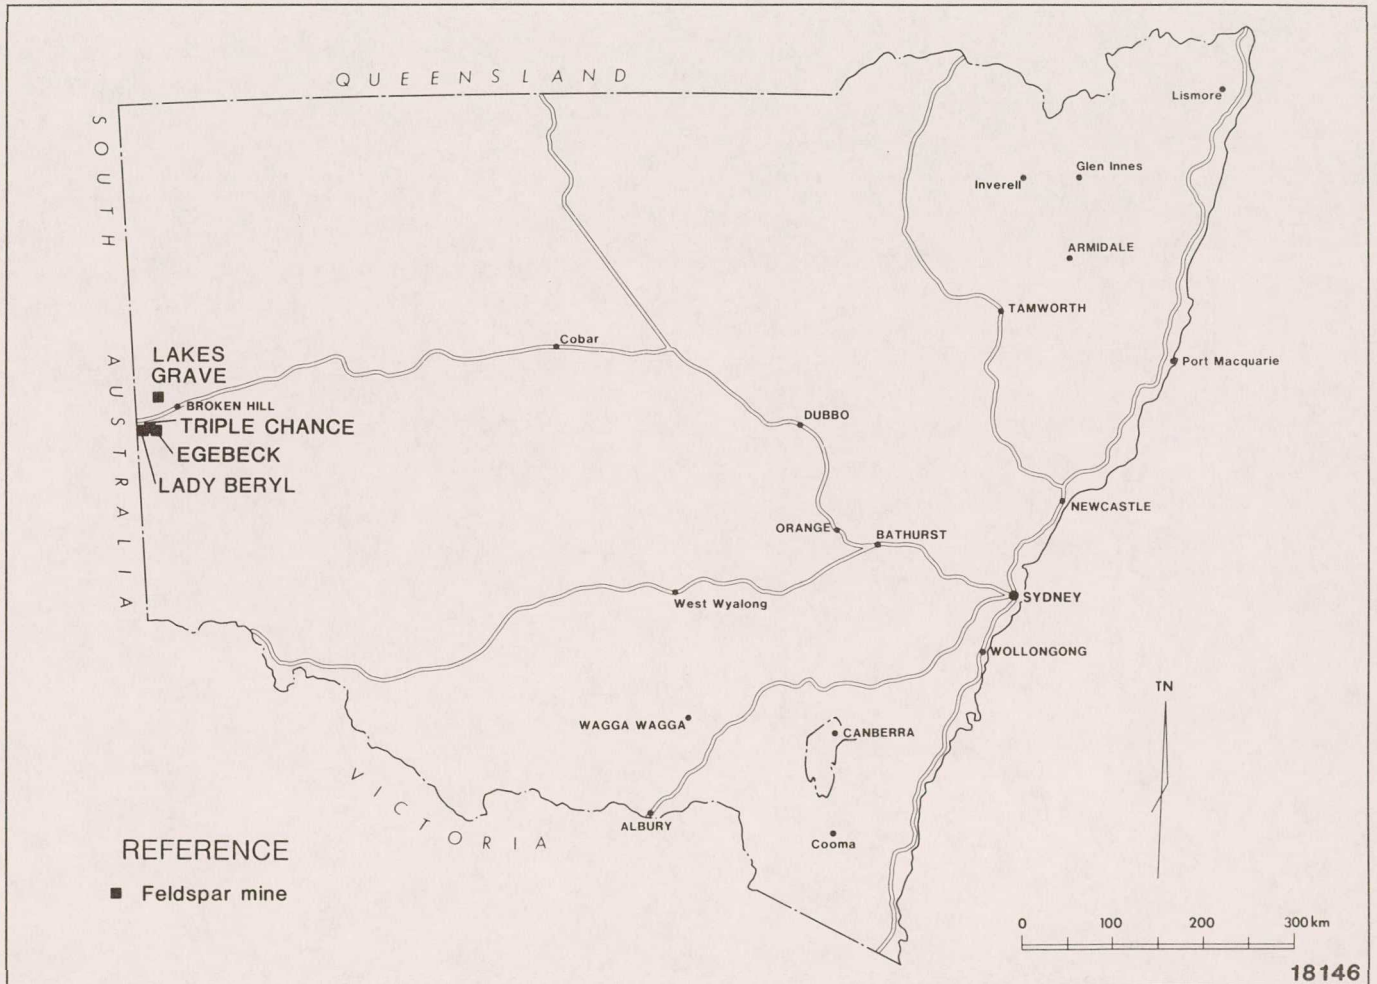 QUEENSLAND
SOUTH AUSTRALIA
Lismore
Glen Innes
Inverell
ARMIDALE
TAMWORTH
Cobar
LAKES
GRAVE
Port Macquarie
BROKEN HILL
DUBBO
TRIPLE CHANCE
EGEBECK
LADY BERYL
NEWCASTLE
ORANGE
BATHURST
SYDNEY
West Wyalong
WOLLONGONG
TN
WAGGA WAGGA
CANBERRA
VICTORIA
ALBURY
Cooma
REFERENCE
Feldspar mine
0 100 200 300 km
18146